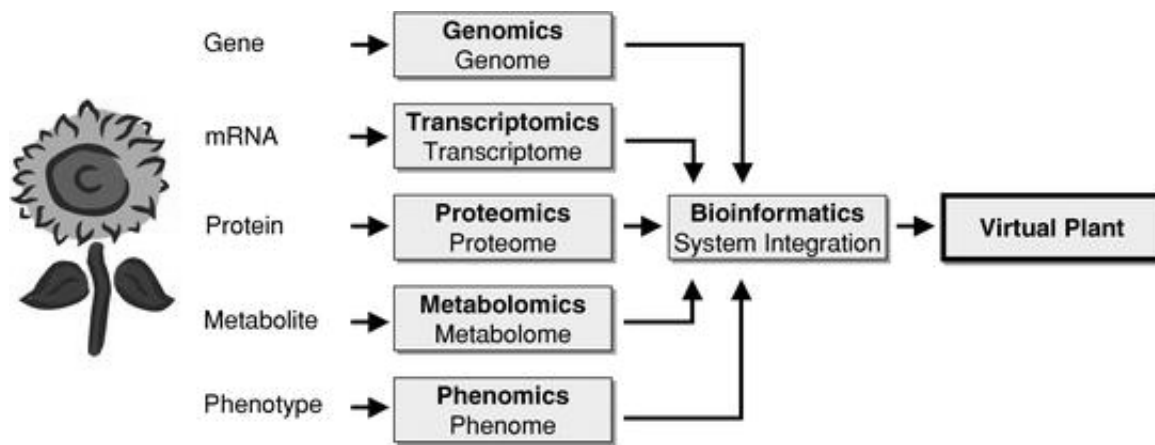 Gene
Genomics
Genome
mRNA
Transcriptomics
Transcriptome
Protein
Proteomics
Proteome
Bioinformatics
System Integration
Virtual Plant
Metabolite
Metabolomics
Metabolome
Phenotype
Phenomics
Phenome